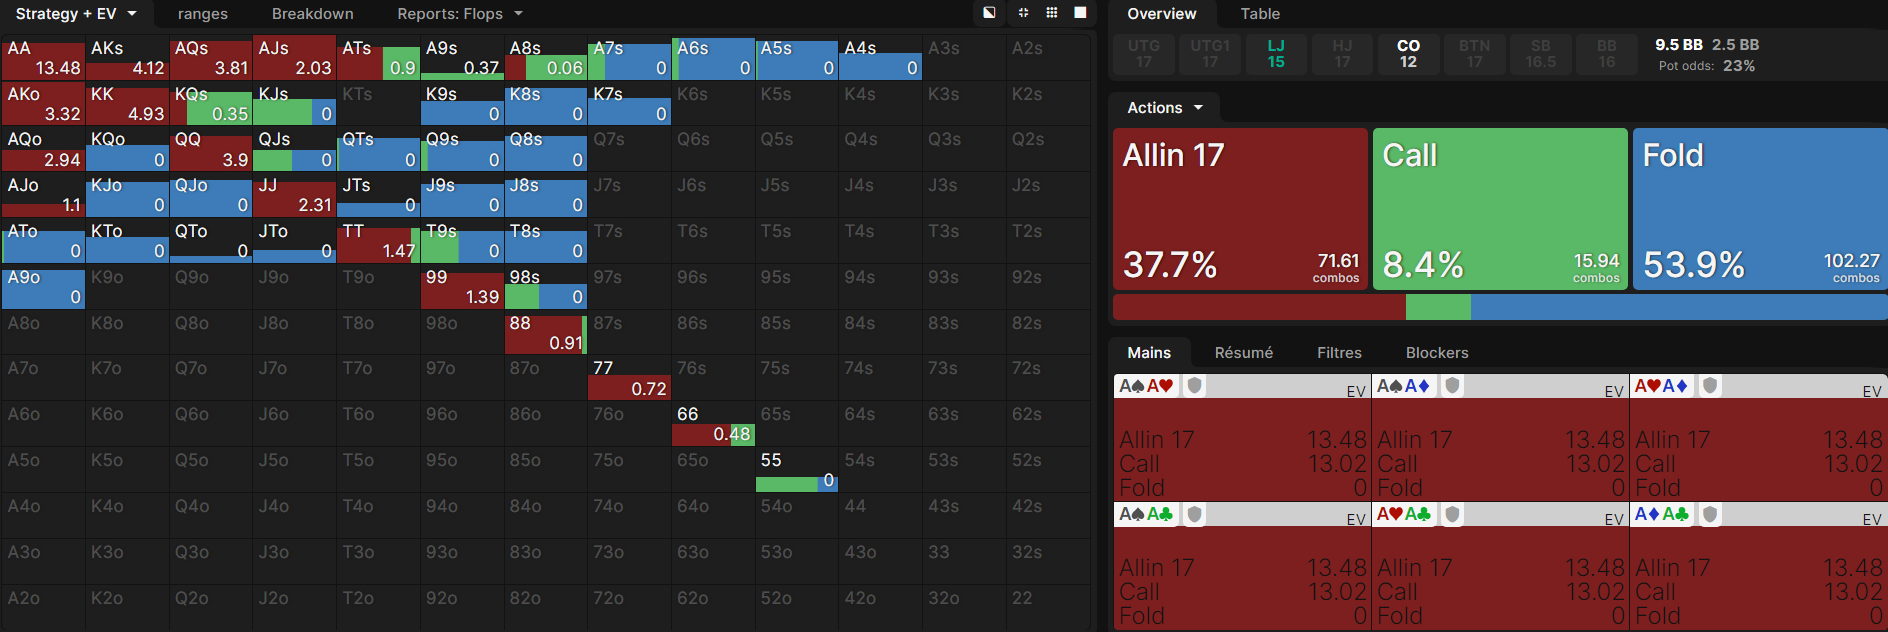 Strategy + EV ranges Breakdown Reports: Flops
AA AKs AQs AJs ATs A9s A8s A7s A6s A5s A4s A3s A2s
13.48 4.12 3.81 2.03 0.9 0.37 0.06 0 0 0 0
AKo KK KQs KJs KTs K9s K8s K7s K6s K5s K4s K3s K2s
3.32 4.93 0.35 0 0 0 0
AQo KQo QQ QJs QTs Q9s Q8s Q7s Q6s Q5s Q4s Q3s Q2s
2.94 0 3.9 0 0 0 0
AJo KJo QJo JJ JTs J9s J8s J7s J6s J5s J4s J3s J2s
1.1 0 0 2.31 0 0 0
ATo KTo QTo JTo TT T9s T8s T7s T6s T5s T4s T3s T2s
0 0 0 0 1.47 0 0
A9o K9o Q9o J9o T9o 99 98s 97s 96s 95s 94s 93s 92s
0 1.39 0
A8o K8o Q8o J8o T8o 98o 88 87s 86s 85s 84s 83s 82s
0.91
A7o K7o Q7o J7o T7o 97o 87o 77 76s 75s 74s 73s 72s
0.72
A6o K6o Q6o J6o T6o 96o 86o 76o 66 65s 64s 63s 62s
0.48
A5o K5o Q5o J5o T5o 95o 85o 75o 65o 55 54s 53s 52s
0
A4o K4o Q4o J4o T4o 94o 84o 74o 64o 54o 44 43s 42s
A3o K3o Q3o J3o T3o 93o 83o 73o 63o 53o 43o 33 32s
A2o K2o Q2o J2o T2o 92o 82o 72o 62o 52o 42o 32o 22
Overview Table
UTG UTG1 LJ HJ CO BTN SB BB
17 17 15 17 12 17 16.5 16
9.5 BB 2.5 BB
Pot odds: 23%
Actions
Allin 17 Call Fold
37.7% 71.61 combos 8.4% 15.94 combos 53.9% 102.27 combos
Mains Résumé Filtres Blockers
A♠A♥ EV A♠A♦ EV A♥A♦ EV
Allin 17 13.48 Allin 17 13.48 Allin 17 13.48
Call 13.02 Call 13.02 Call 13.02
Fold 0 Fold 0 Fold 0
A♠A♣ EV A♥A♣ EV A♦A♣ EV
Allin 17 13.48 Allin 17 13.48 Allin 17 13.48
Call 13.02 Call 13.02 Call 13.02
Fold 0 Fold 0 Fold 0